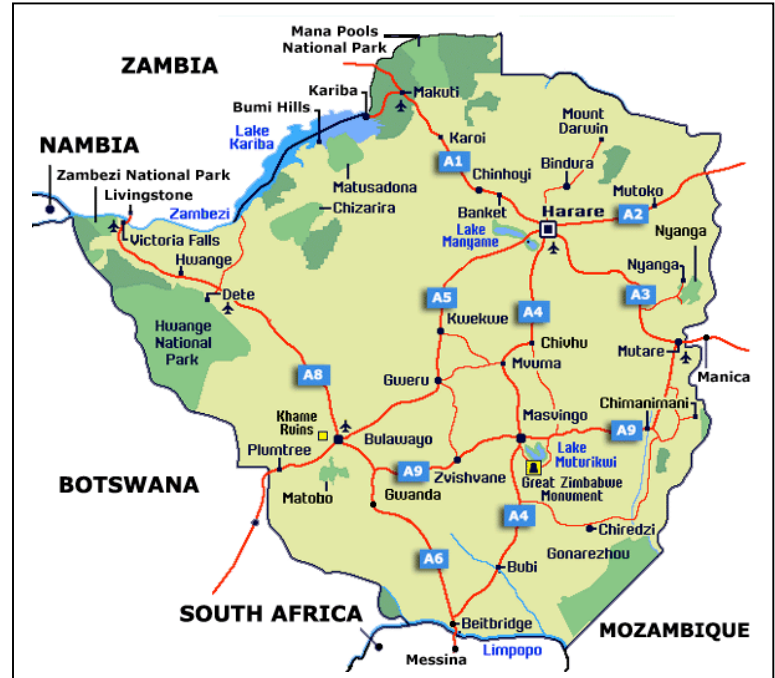 Mana Pools
National Park
ZAMBIA
Kariba
Makuti
Bumi Hills
Mount
Darwin
Lake
Kariba
Karoi
NAMBIA
A1
Bindura
Chinhoyi
Zambezi National Park
Matusadona
Mutoko
Livingstone
Zambezi
Chizarira
Banket
Harare
A2
Lake
Manyame
Nyanga
Victoria Falls
Hwange
Nyanga
Dete
A5
A4
A3
Kwekwe
Hwange
National
Park
Chivhu
Mutare
Mvuma
Manica
A8
Gweru
Chimanimani
Khame
Ruins
Masvingo
Bulawayo
A9
Plumtree
Lake
Muturikwi
A9
Zvishvane
BOTSWANA
Matobo
Gwanda
Great Zimbabwe
Monument
A4
Chiredzi
Gonarezhou
A6
Bubi
SOUTH AFRICA
Beitbridge
MOZAMBIQUE
Messina
Limpopo